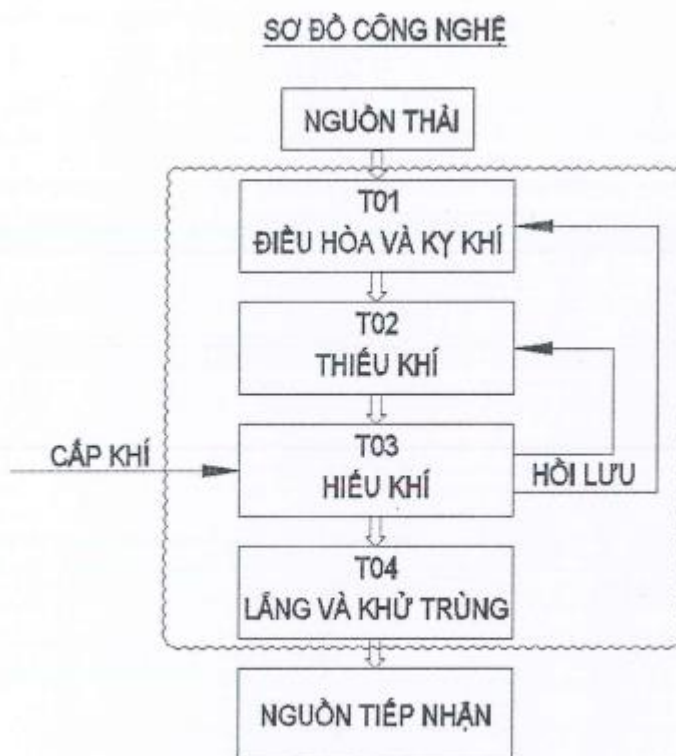 SƠ ĐỒ CÔNG NGHỆ
NGUỒN THẢI
T01
ĐIỀU HÒA VÀ KỴ KHÍ
T02
THIẾU KHÍ
CẤP KHÍ
T03
HIẾU KHÍ
HỒI LƯU
T04
LẮNG VÀ KHỬ TRÙNG
NGUỒN TIẾP NHẬN